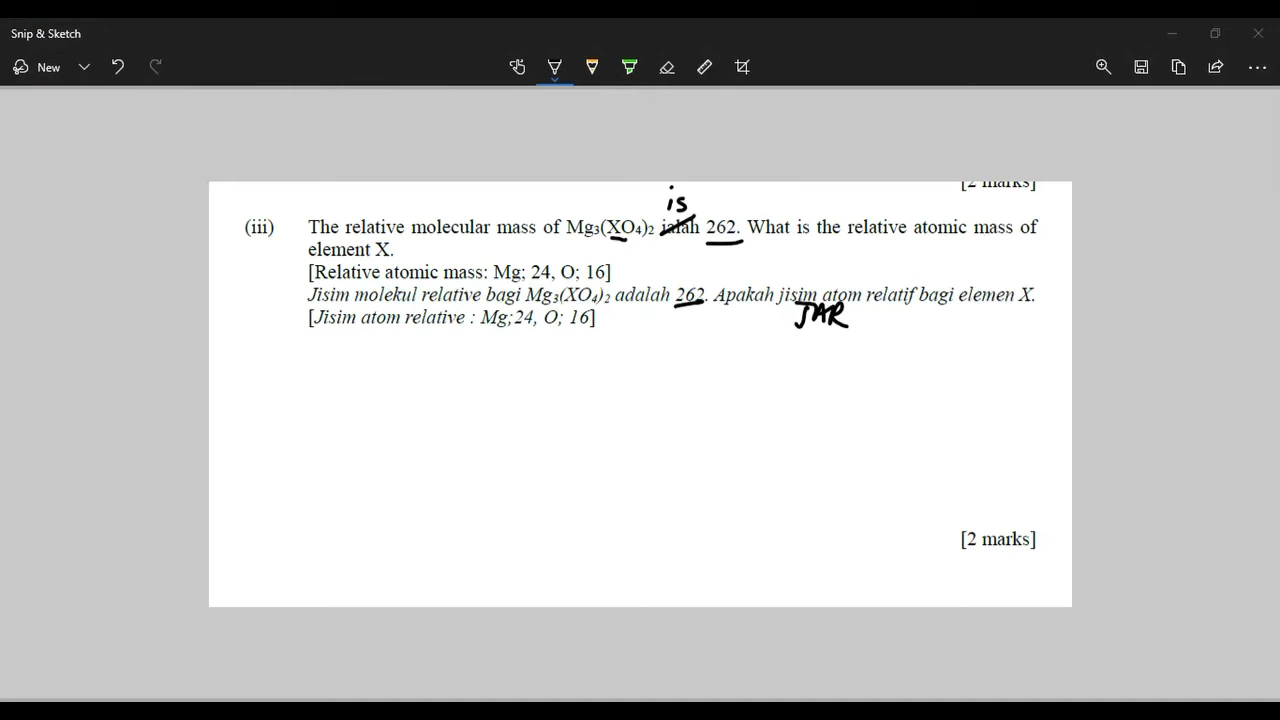 Snip & Sketch
New
[2 marks]
is
(iii) The relative molecular mass of Mg₃(XO₄)₂ ialah 262. What is the relative atomic mass of
element X.
[Relative atomic mass: Mg; 24, O; 16]
Jisim molekul relative bagi Mg₃(XO₄)₂ adalah 262. Apakah jisim atom relatif bagi elemen X.
JAR
[Jisim atom relative : Mg;24, O; 16]
[2 marks]